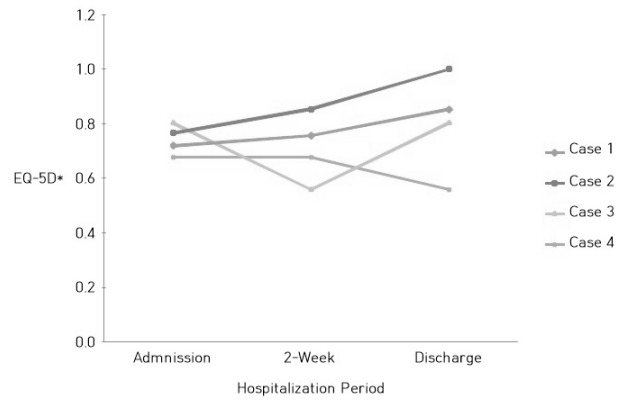 1.2
1.0
0.8
EQ-5D* 0.6
0.4
0.2
0.0
Admnission 2-Week Discharge
Hospitalization Period
Case 1
Case 2
Case 3
Case 4